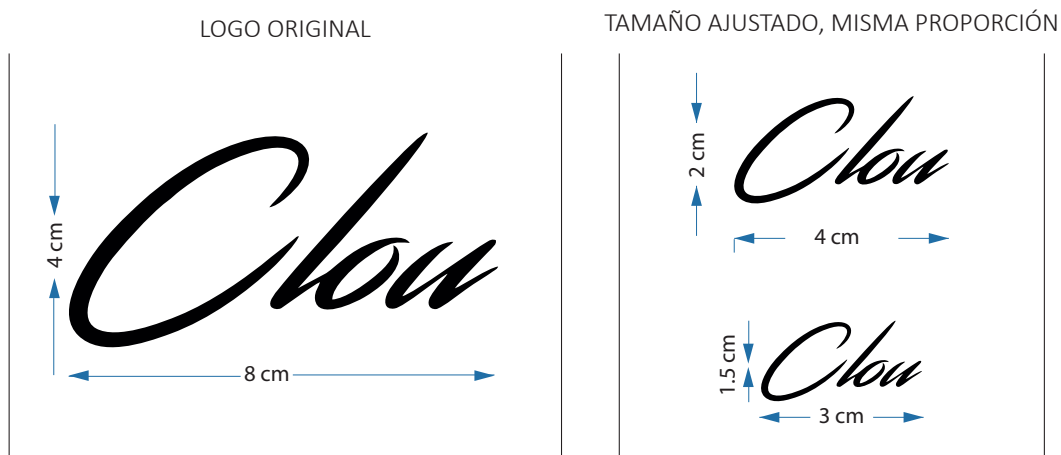 LOGO ORIGINAL
Clou
4 cm
8 cm
TAMAÑO AJUSTADO, MISMA PROPORCIÓN
Clou
2 cm
4 cm
Clou
1.5 cm
3 cm